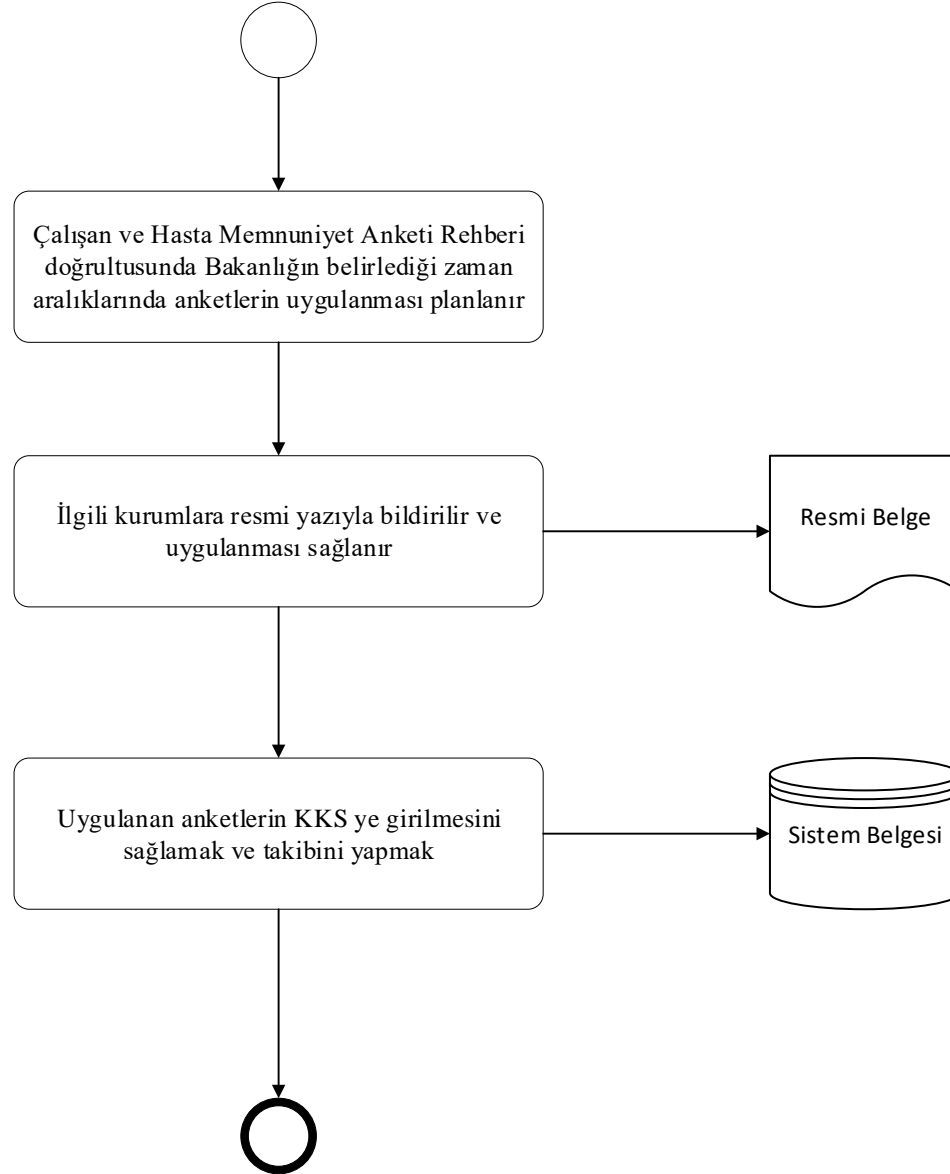 Çalışan ve Hasta Memnuniyet Anketi Rehberi
doğrultusunda Bakanlığın belirlediği zaman
aralıklarında anketlerin uygulanması planlanır
İlgili kurumlara resmi yazıyla bildirilir ve
uygulanması sağlanır
Resmi Belge
Uygulanan anketlerin KKS ye girilmesini
sağlamak ve takibini yapmak
Sistem Belgesi